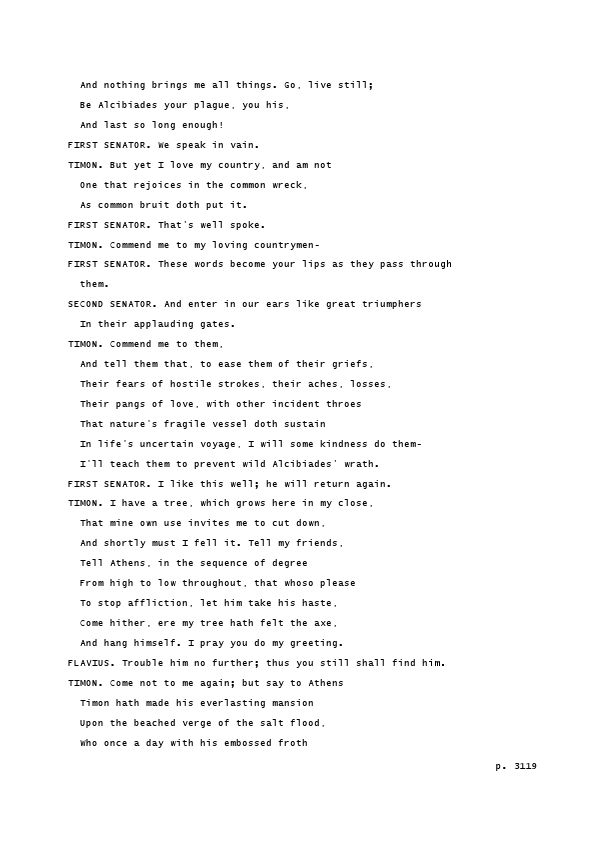 And nothing brings me all things. Go, live still;
Be Alcibiades your plague, you his,
And last so long enough!
FIRST SENATOR. We speak in vain.
TIMON. But yet I love my country, and am not
One that rejoices in the common wreck,
As common bruit doth put it.
FIRST SENATOR. That's well spoke.
TIMON. Commend me to my loving countrymen-
FIRST SENATOR. These words become your lips as they pass through
them.
SECOND SENATOR. And enter in our ears like great triumphers
In their applauding gates.
TIMON. Commend me to them,
And tell them that, to ease them of their griefs,
Their fears of hostile strokes, their aches, losses,
Their pangs of love, with other incident throes
That nature's fragile vessel doth sustain
In life's uncertain voyage, I will some kindness do them-
I'll teach them to prevent wild Alcibiades' wrath.
FIRST SENATOR. I like this well; he will return again.
TIMON. I have a tree, which grows here in my close,
That mine own use invites me to cut down,
And shortly must I fell it. Tell my friends,
Tell Athens, in the sequence of degree
From high to low throughout, that whoso please
To stop affliction, let him take his haste,
Come hither, ere my tree hath felt the axe,
And hang himself. I pray you do my greeting.
FLAVIUS. Trouble him no further; thus you still shall find him.
TIMON. Come not to me again; but say to Athens
Timon hath made his everlasting mansion
Upon the beached verge of the salt flood,
Who once a day with his embossed froth
p. 3119